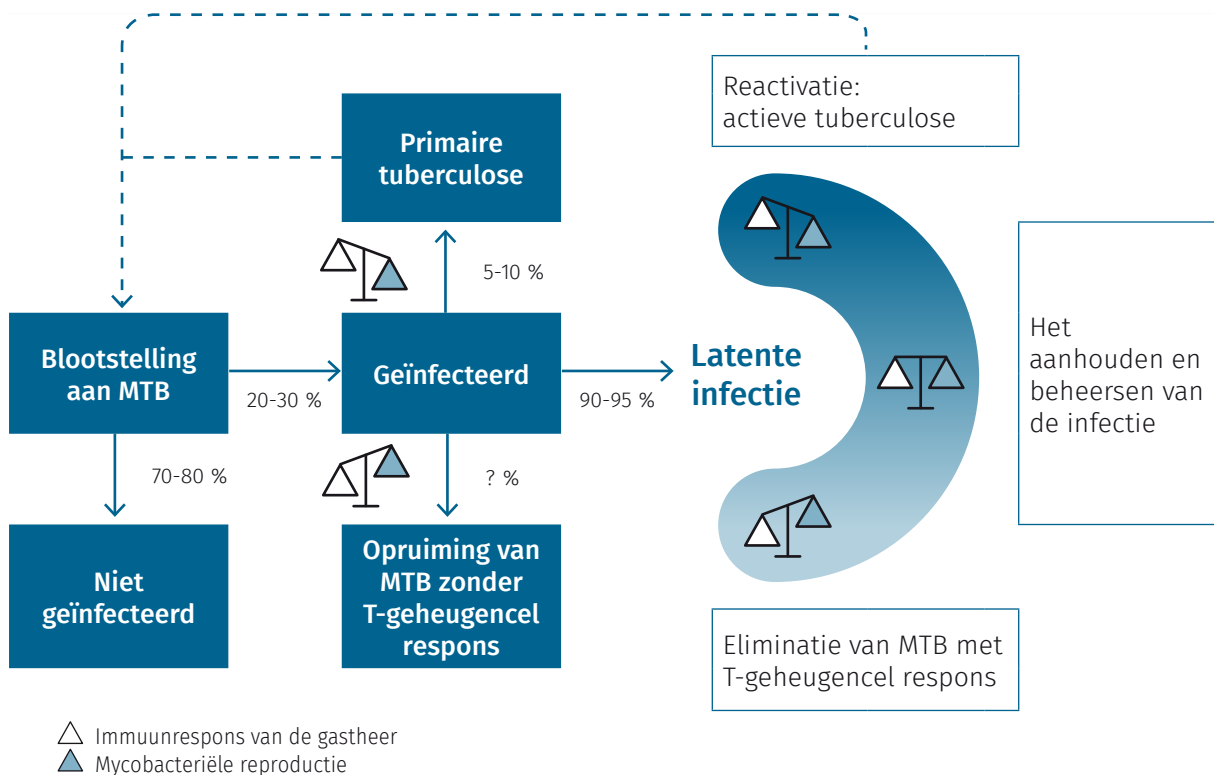 Reactivatie:
actieve tuberculose
Primaire
tuberculose
5-10 %
Blootstelling
aan MTB
20-30 %
Geïnfecteerd
90-95 %
Latente
infectie
Het
aanhouden en
beheersen van
de infectie
70-80 %
? %
Niet
geïnfecteerd
Opruiming van
MTB zonder
T-geheugencel
respons
Eliminatie van MTB met
T-geheugencel respons
Immuunrespons van de gastheer
Mycobacteriële reproductie